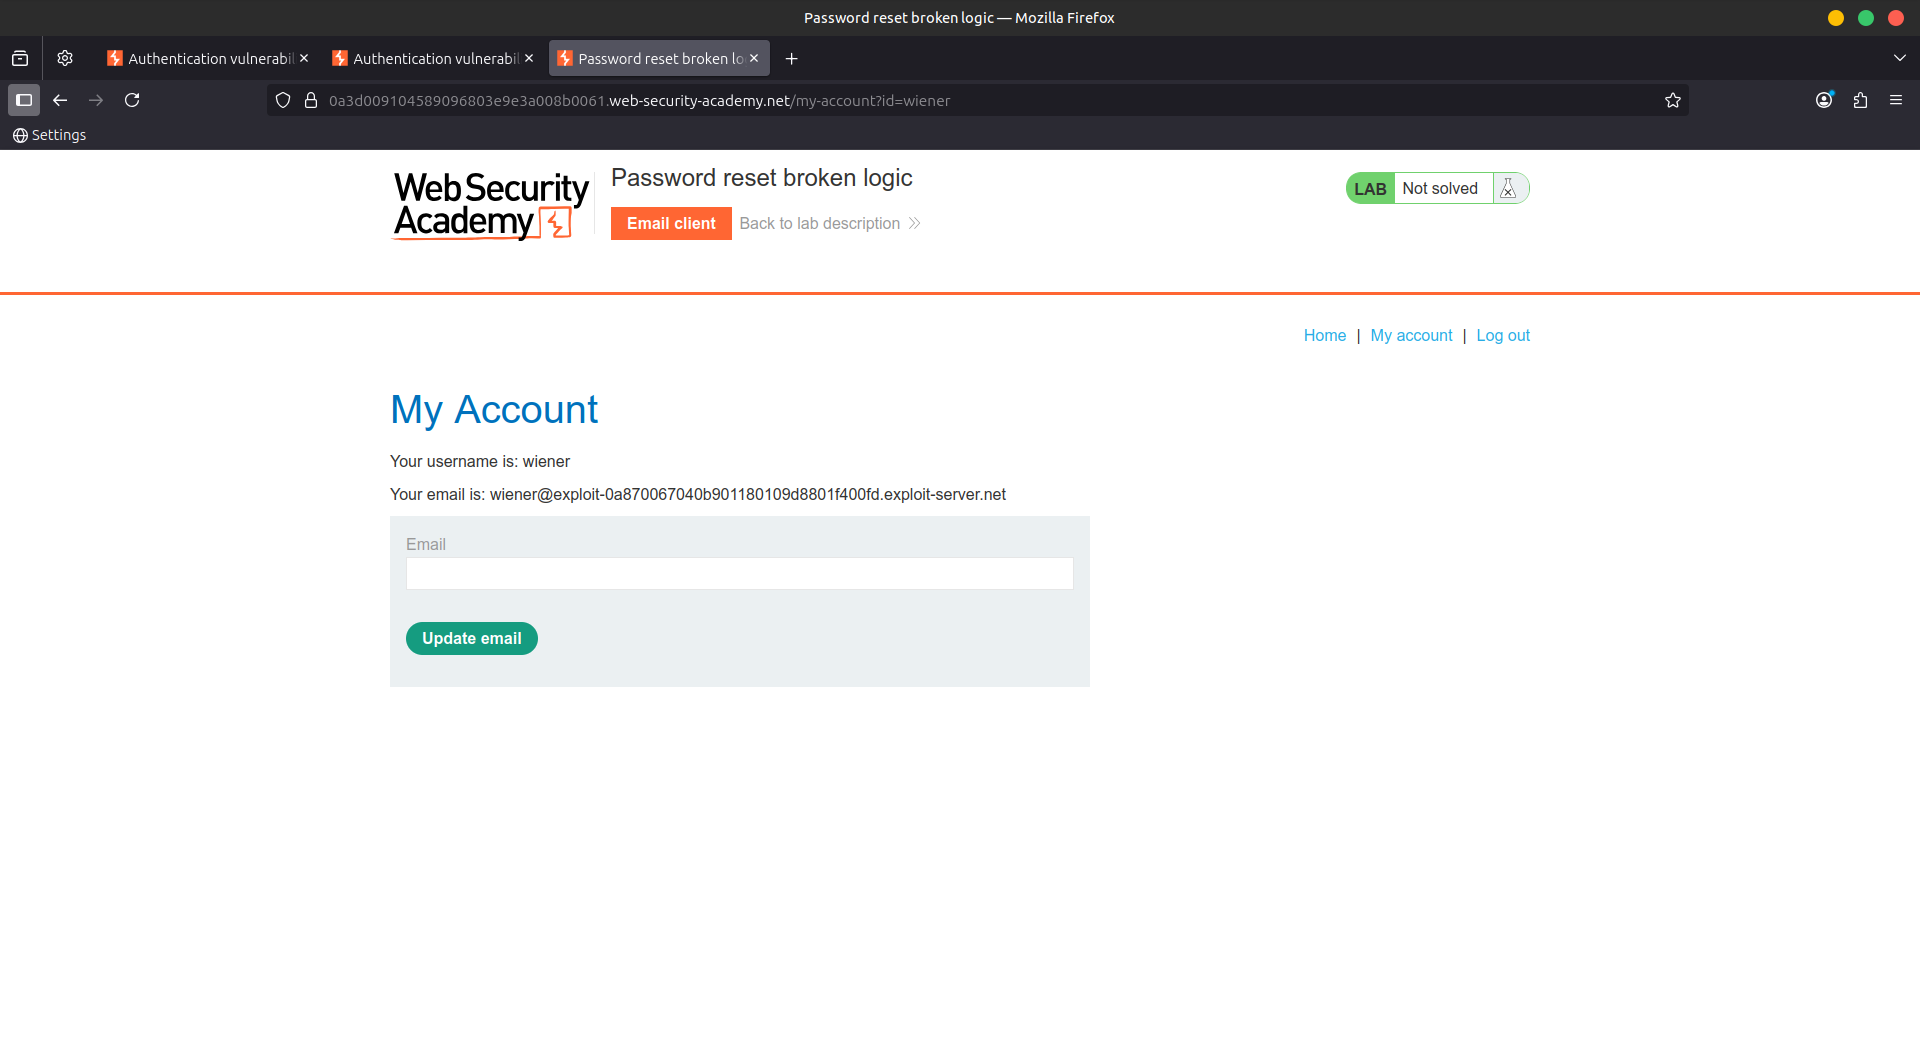 Password reset broken logic — Mozilla Firefox
Authentication vulnerabil
Authentication vulnerabil
Password reset broken lo
0a3d009104589096803e9e3a008b0061.web-security-academy.net/my-account?id=wiener
Settings
Web Security
Academy
Password reset broken logic
Email client
Back to lab description
LAB
Not solved
Home | My account | Log out
My Account
Your username is: wiener
Your email is: wiener@exploit-0a870067040b901180109d8801f400fd.exploit-server.net
Email
Update email